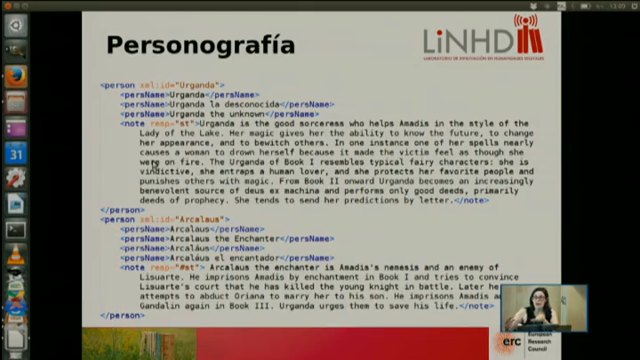 Personografía
LiNHD
LABORATORIO DE INNOVACIÓN EN HUMANIDADES DIGITALES
<person xml:id="Urganda">
<persName>Urganda</persName>
<persName>Urganda la desconocida</persName>
<persName>Urganda the unknown</persName>
<note resp="st">Urganda is the good sorceress who helps Amadis in the style of the
Lady of the Lake. Her magic gives her the ability to know the future, to change
her appearance, and to bewitch others. In one instance one of her spells nearly
causes a woman to drown herself because it made the victim feel as though she
were on fire. The Urganda of Book I resembles typical fairy characters: she is
vindictive, she entraps a human lover, and she protects her favorite people and
punishes others with magic. From Book II onward Urganda becomes an increasingly
benevolent source of deus ex machina and performs only good deeds, primarily
deeds of prophecy. She tends to send her predictions by letter.</note>
</person>
<person xml:id="Arcalaus">
<persName>Arcalaus</persName>
<persName>Arcalaus the Enchanter</persName>
<persName>Arcaláus</persName>
<persName>Arcaláus el encantador</persName>
<note resp="#st"> Arcalaus the enchanter is Amadis's nemesis and an enemy of
Lisuarte. He imprisons Amadis by enchantment in Book I and tries to convince
Lisuarte's court that he has killed the young knight in battle. Later he
attempts to abduct Oriana to marry her to his son. He imprisons Amadis
Gandalin again in Book III. Urganda urges them to save his life.</note>
</person>
31
erc
European
Research
Council